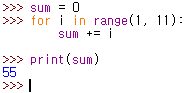 >>> sum = 0
>>> for i in range(1, 11):
        sum += i

>>> print(sum)
55
>>>